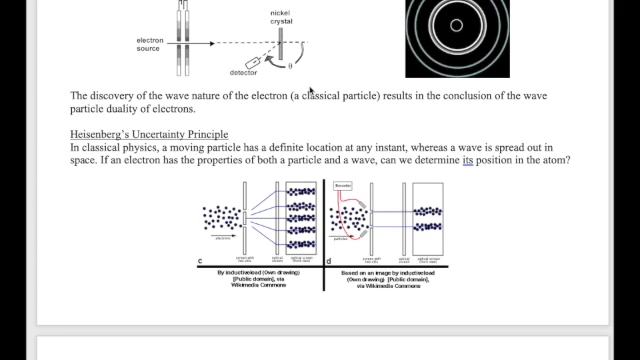 nickel
crystal
electron
source
θ
detector
The discovery of the wave nature of the electron (a classical particle) results in the conclusion of the wave
particle duality of electrons.
Heisenberg's Uncertainty Principle
In classical physics, a moving particle has a definite location at any instant, whereas a wave is spread out in
space. If an electron has the properties of both a particle and a wave, can we determine its position in the atom?
c
d
By inductiveload (Own drawing)
[Public domain], via
Wikimedia Commons
Based on an image by inductiveload
(Own drawing) [Public domain],
via Wikimedia Commons